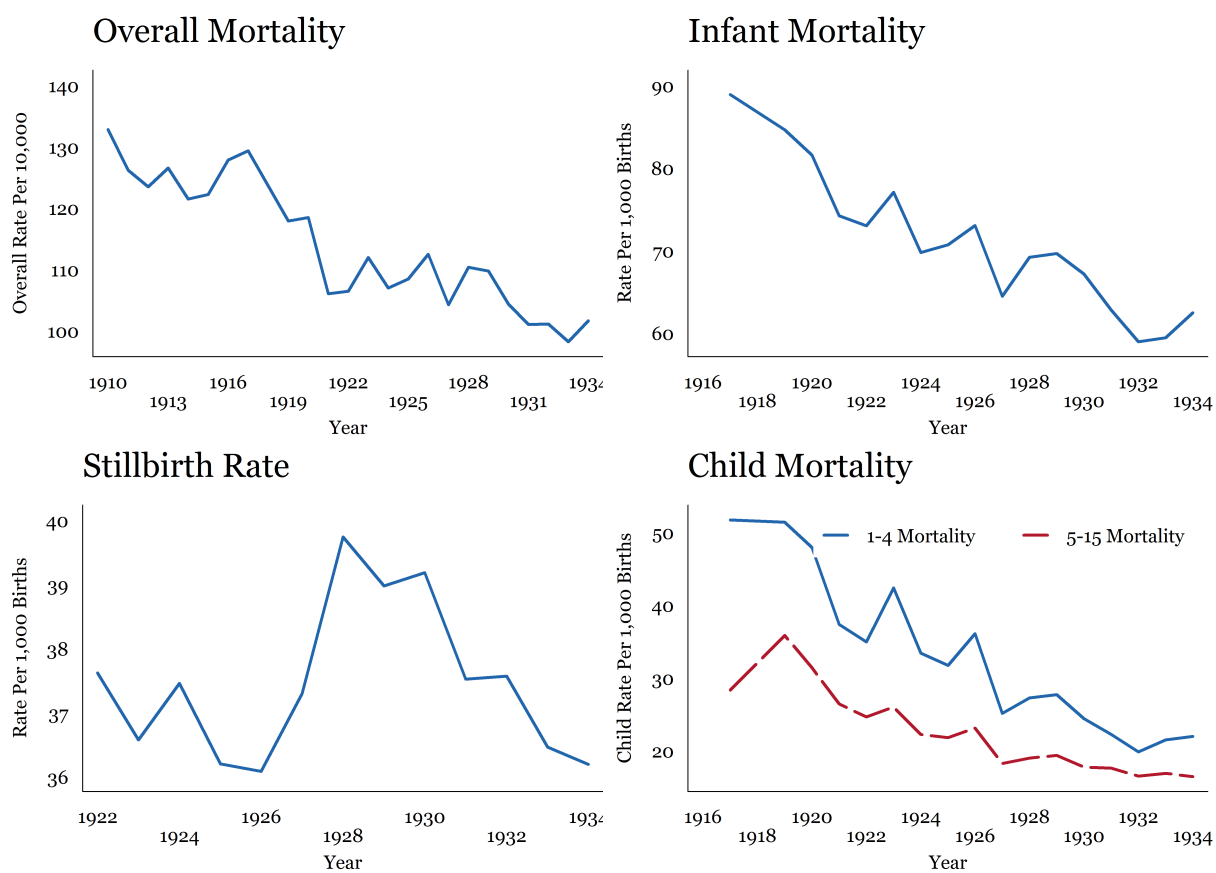 Overall Mortality
Overall Rate Per 10,000
140
130
120
110
100
1910 1916 1922 1928 1934
1913 1919 1925 1931
Year
Infant Mortality
Rate Per 1,000 Births
90
80
70
60
1916 1920 1924 1928 1932
1918 1922 1926 1930 1934
Year
Stillbirth Rate
Rate Per 1,000 Births
40
39
38
37
36
1922 1926 1930 1934
1924 1928 1932
Year
Child Mortality
Child Rate Per 1,000 Births
50
40
30
20
1-4 Mortality 5-15 Mortality
1916 1920 1924 1928 1932
1918 1922 1926 1930 1934
Year